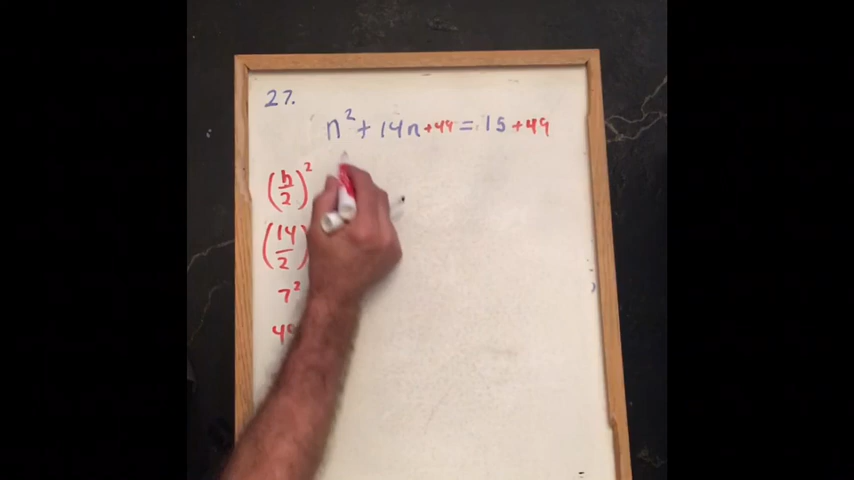 27.
n² + 14n + 49 = 15 + 49
(b/2)²
(14/2)
7²
49